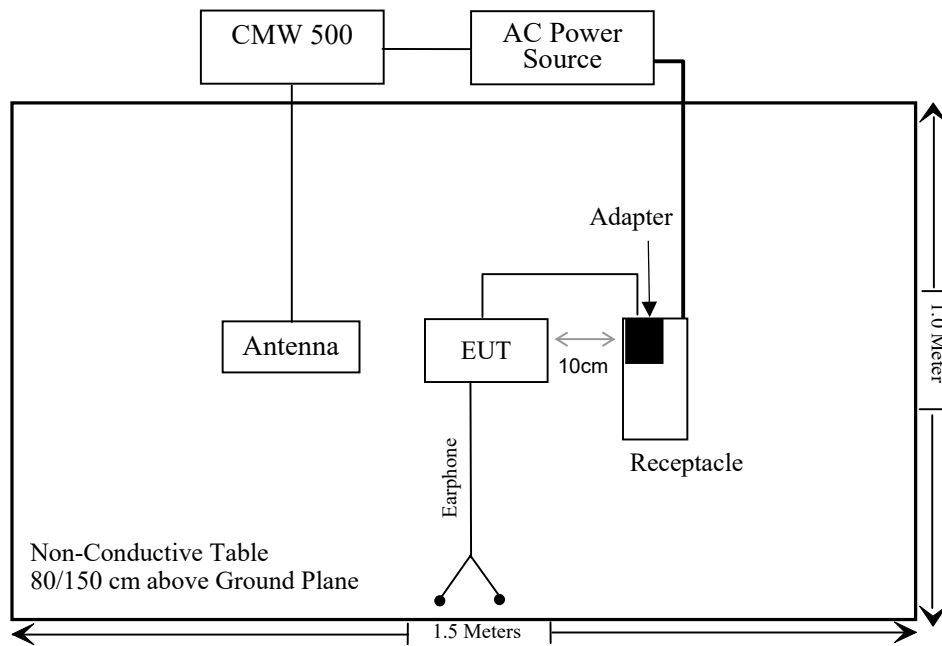 CMW 500
AC Power
Source
Adapter
1.0 Meter
Antenna
EUT
10cm
Receptacle
Earphone
Non-Conductive Table
80/150 cm above Ground Plane
1.5 Meters